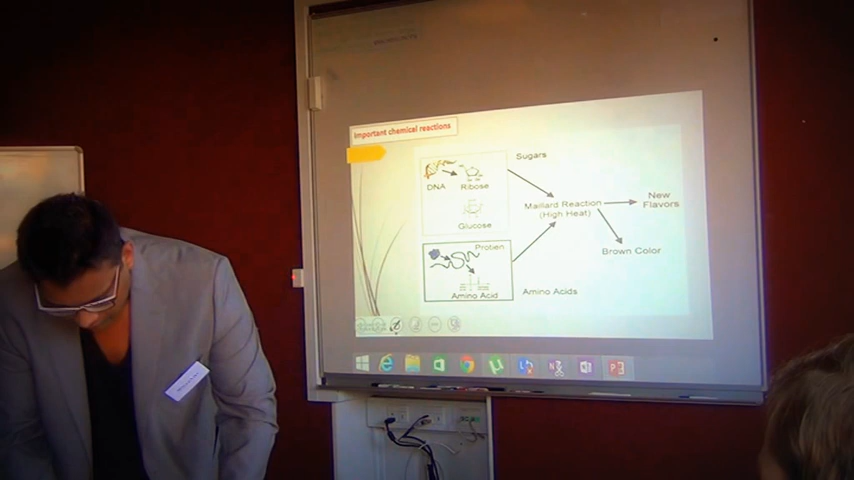 Important chemical reactions
Sugars
DNA
Ribose
Glucose
Maillard Reaction
(High Heat)
New
Flavors
Brown Color
Protien
Amino Acid
Amino Acids